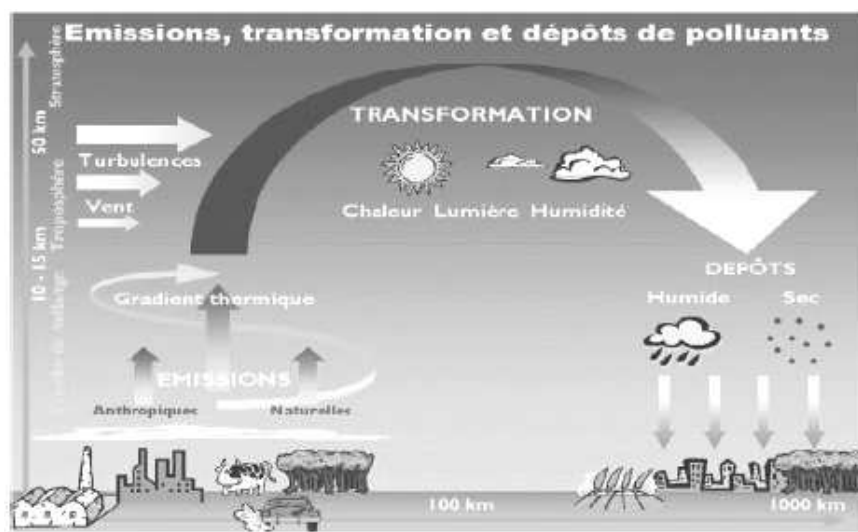 Emissions, transformation et dépôts de polluants
Stratosphère
50 km
Troposphère
10 - 15 km
Turbulences
Vent
TRANSFORMATION
Chaleur Lumière Humidité
Gradient thermique
EMISSIONS
Anthropiques
Naturelles
DEPÔTS
Humide
Sec
100 km
1000 km